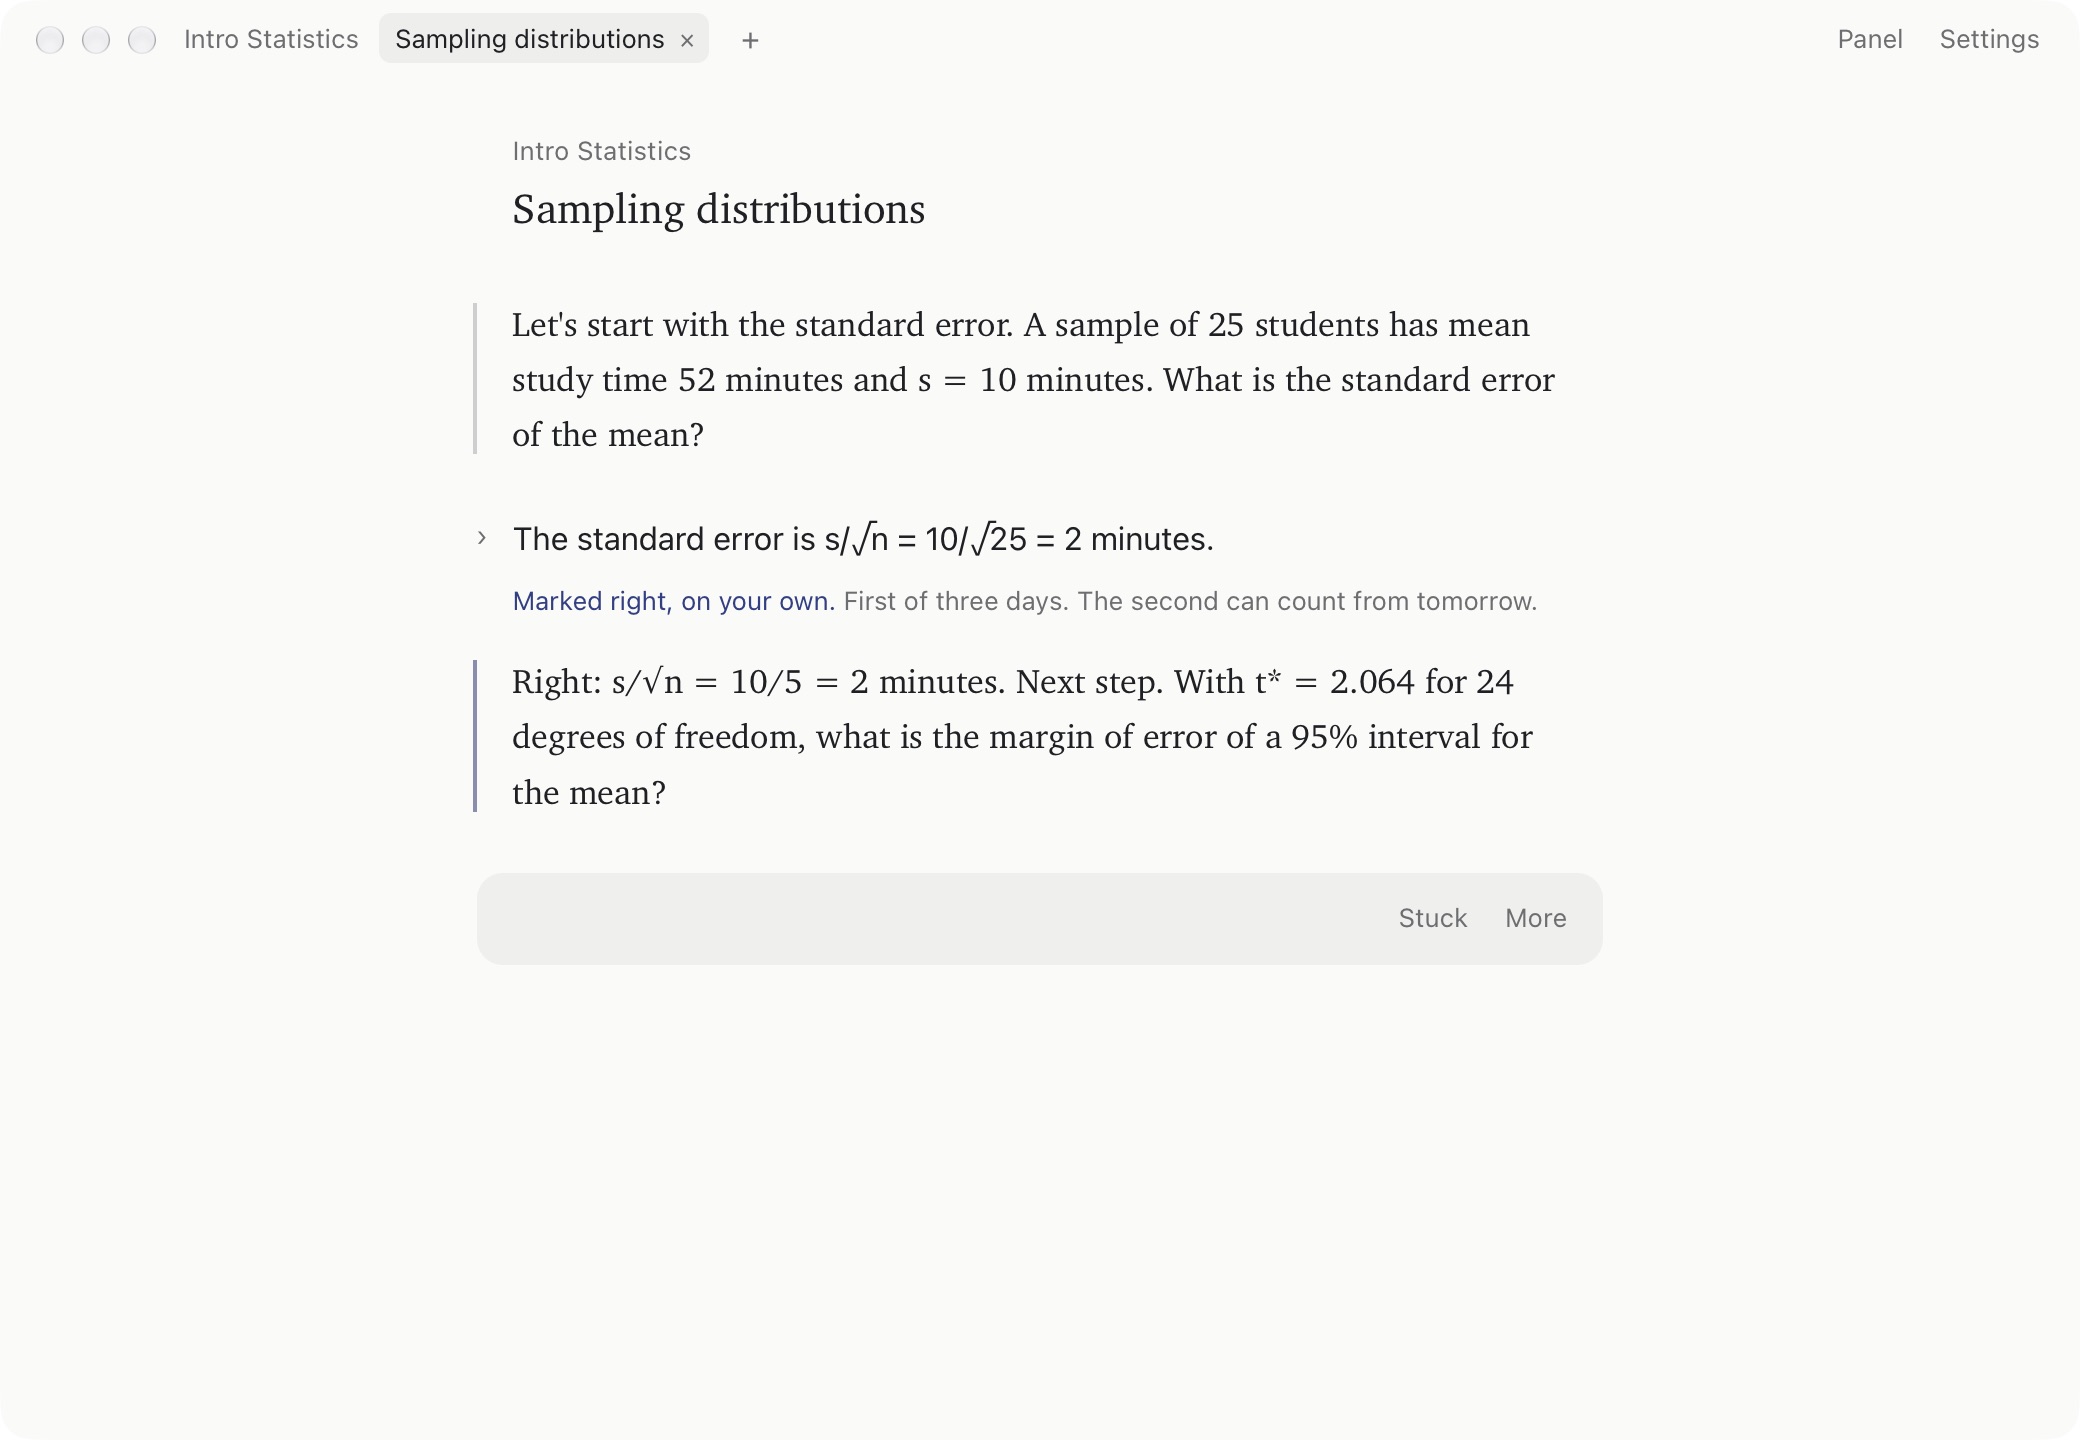 Intro Statistics
Sampling distributions ×
+
Panel
Settings
Intro Statistics
Sampling distributions
Let's start with the standard error. A sample of 25 students has mean
study time 52 minutes and s = 10 minutes. What is the standard error
of the mean?
› The standard error is s/√n = 10/√25 = 2 minutes.
Marked right, on your own. First of three days. The second can count from tomorrow.
Right: s/√n = 10/5 = 2 minutes. Next step. With t* = 2.064 for 24
degrees of freedom, what is the margin of error of a 95% interval for
the mean?
Stuck
More